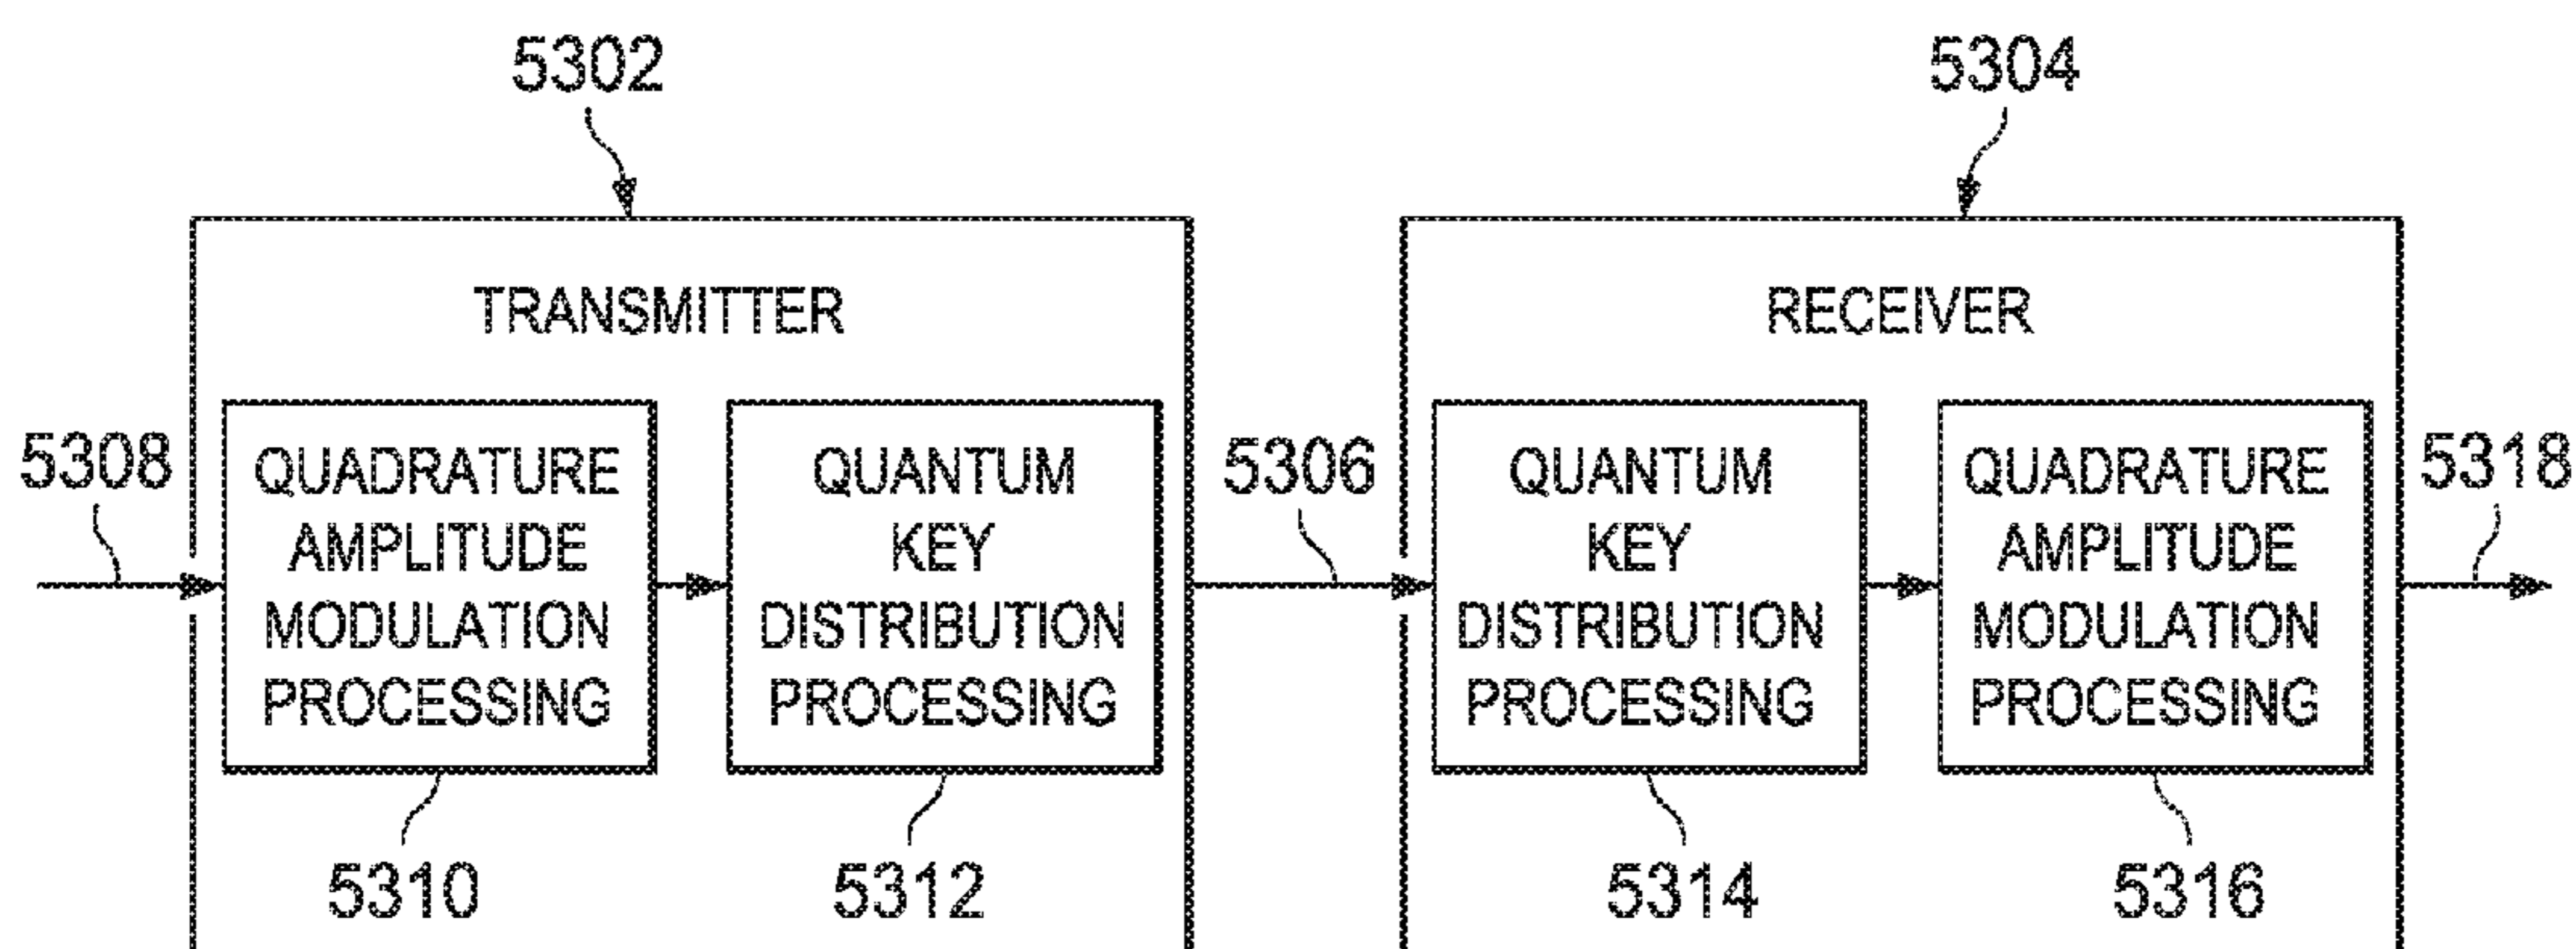 5302
5304
TRANSMITTER
RECEIVER
5308
QUADRATURE
AMPLITUDE
MODULATION
PROCESSING
QUANTUM
KEY
DISTRIBUTION
PROCESSING
5306
QUANTUM
KEY
DISTRIBUTION
PROCESSING
QUADRATURE
AMPLITUDE
MODULATION
PROCESSING
5318
5310
5312
5314
5316